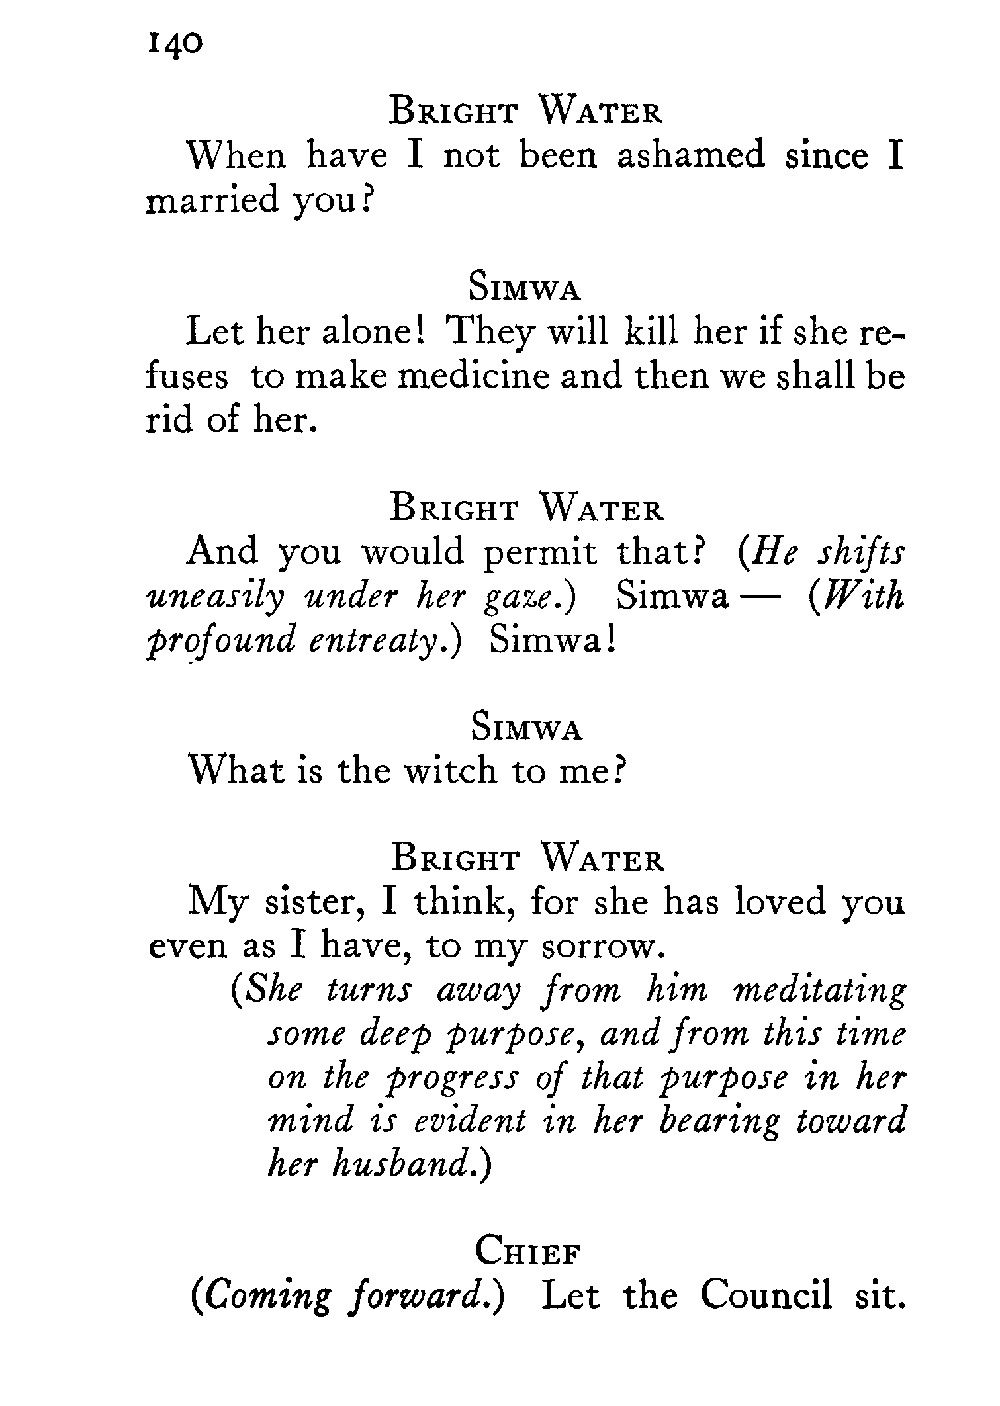 140
Bright Water
When have I not been ashamed since I
married you?
Simwa
Let her alone! They will kill her if she re-
fuses to make medicine and then we shall be
rid of her.
Bright Water
And you would permit that? (He shifts
uneasily under her gaze.) Simwa — (With
profound entreaty.) Simwa!
Simwa
What is the witch to me?
Bright Water
My sister, I think, for she has loved you
even as I have, to my sorrow.
(She turns away from him meditating
some deep purpose, and from this time
on the progress of that purpose in her
mind is evident in her bearing toward
her husband.)
Chief
(Coming forward.) Let the Council sit.